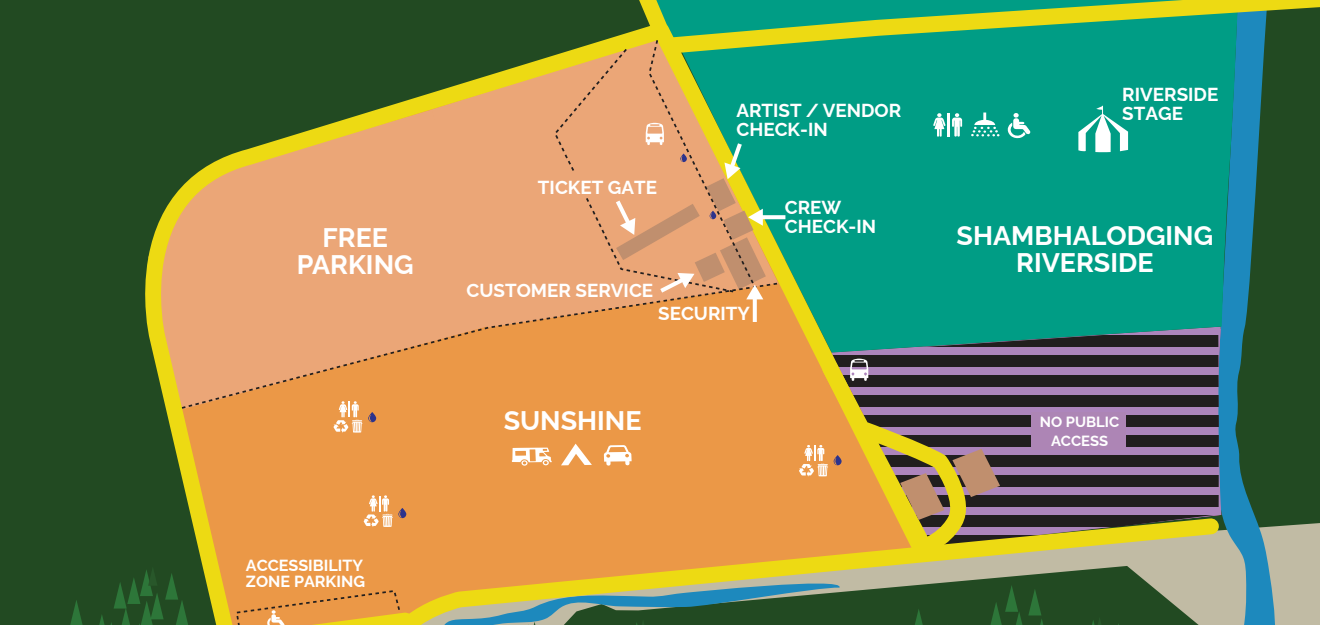 RIVERSIDE
STAGE
ARTIST / VENDOR
CHECK-IN
TICKET GATE
CREW
CHECK-IN
FREE
PARKING
SHAMBHALODGING
RIVERSIDE
CUSTOMER SERVICE
SECURITY
SUNSHINE
NO PUBLIC
ACCESS
ACCESSIBILITY
ZONE PARKING